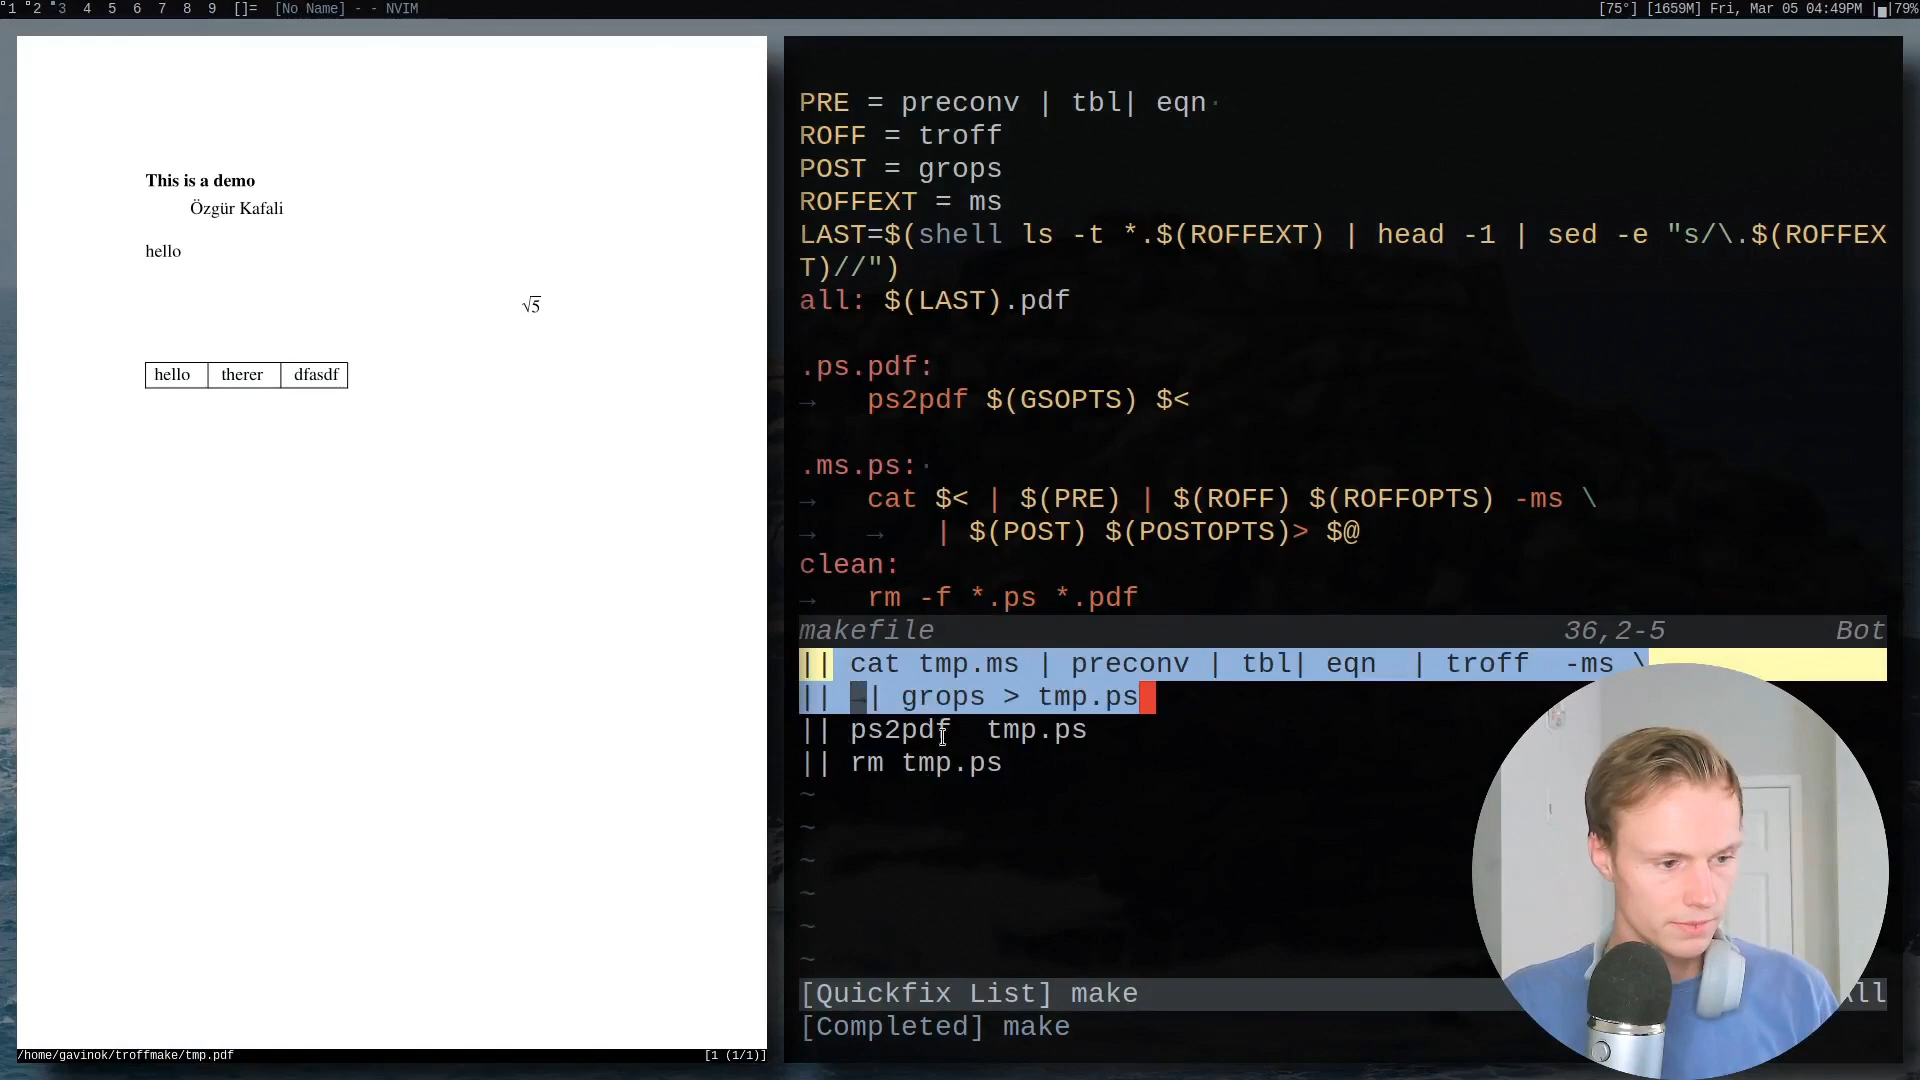 1 2 3 4 5 6 7 8 9 []= [No Name] - - NVIM
[75°] [1659M] Fri, Mar 05 04:49PM |79%
This is a demo
Özgür Kafali
hello
√5
hello therer dfasdf
/home/gavinok/troffmake/tmp.pdf [1 (1/1)]
PRE = preconv | tbl| eqn·
ROFF = troff
POST = grops
ROFFEXT = ms
LAST=$(shell ls -t *.$(ROFFEXT) | head -1 | sed -e "s/\.$(ROFFEX
T)//")
all: $(LAST).pdf
.ps.pdf:
→ ps2pdf $(GSOPTS) $<
.ms.ps:·
→ cat $< | $(PRE) | $(ROFF) $(ROFFOPTS) -ms \
→ → | $(POST) $(POSTOPTS)> $@
clean:
→ rm -f *.ps *.pdf
makefile 36,2-5 Bot
|| cat tmp.ms | preconv | tbl| eqn  | troff  -ms \
|| →| grops > tmp.ps
|| ps2pdf  tmp.ps
|| rm tmp.ps
~
~
~
~
~
~
[Quickfix List] make
[Completed] make